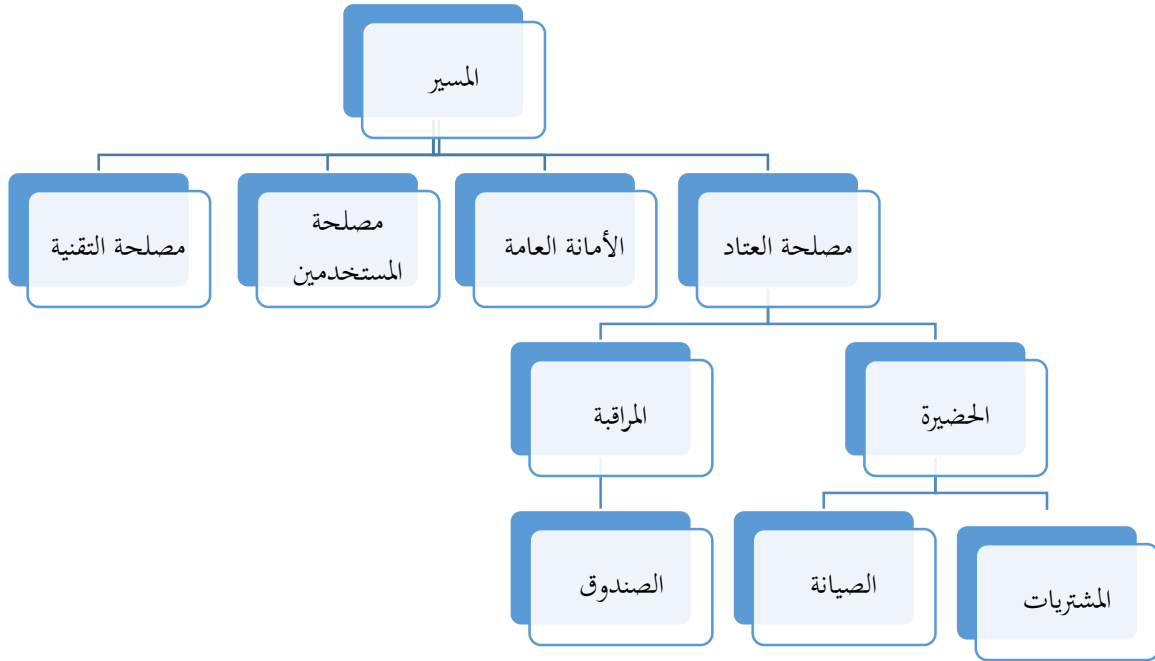 المسير
مصلحة العتاد
الأمانة العامة
مصلحة
المستخدمين
مصلحة التقنية
الحضيرة
المراقبة
المشتريات
الصيانة
الصندوق